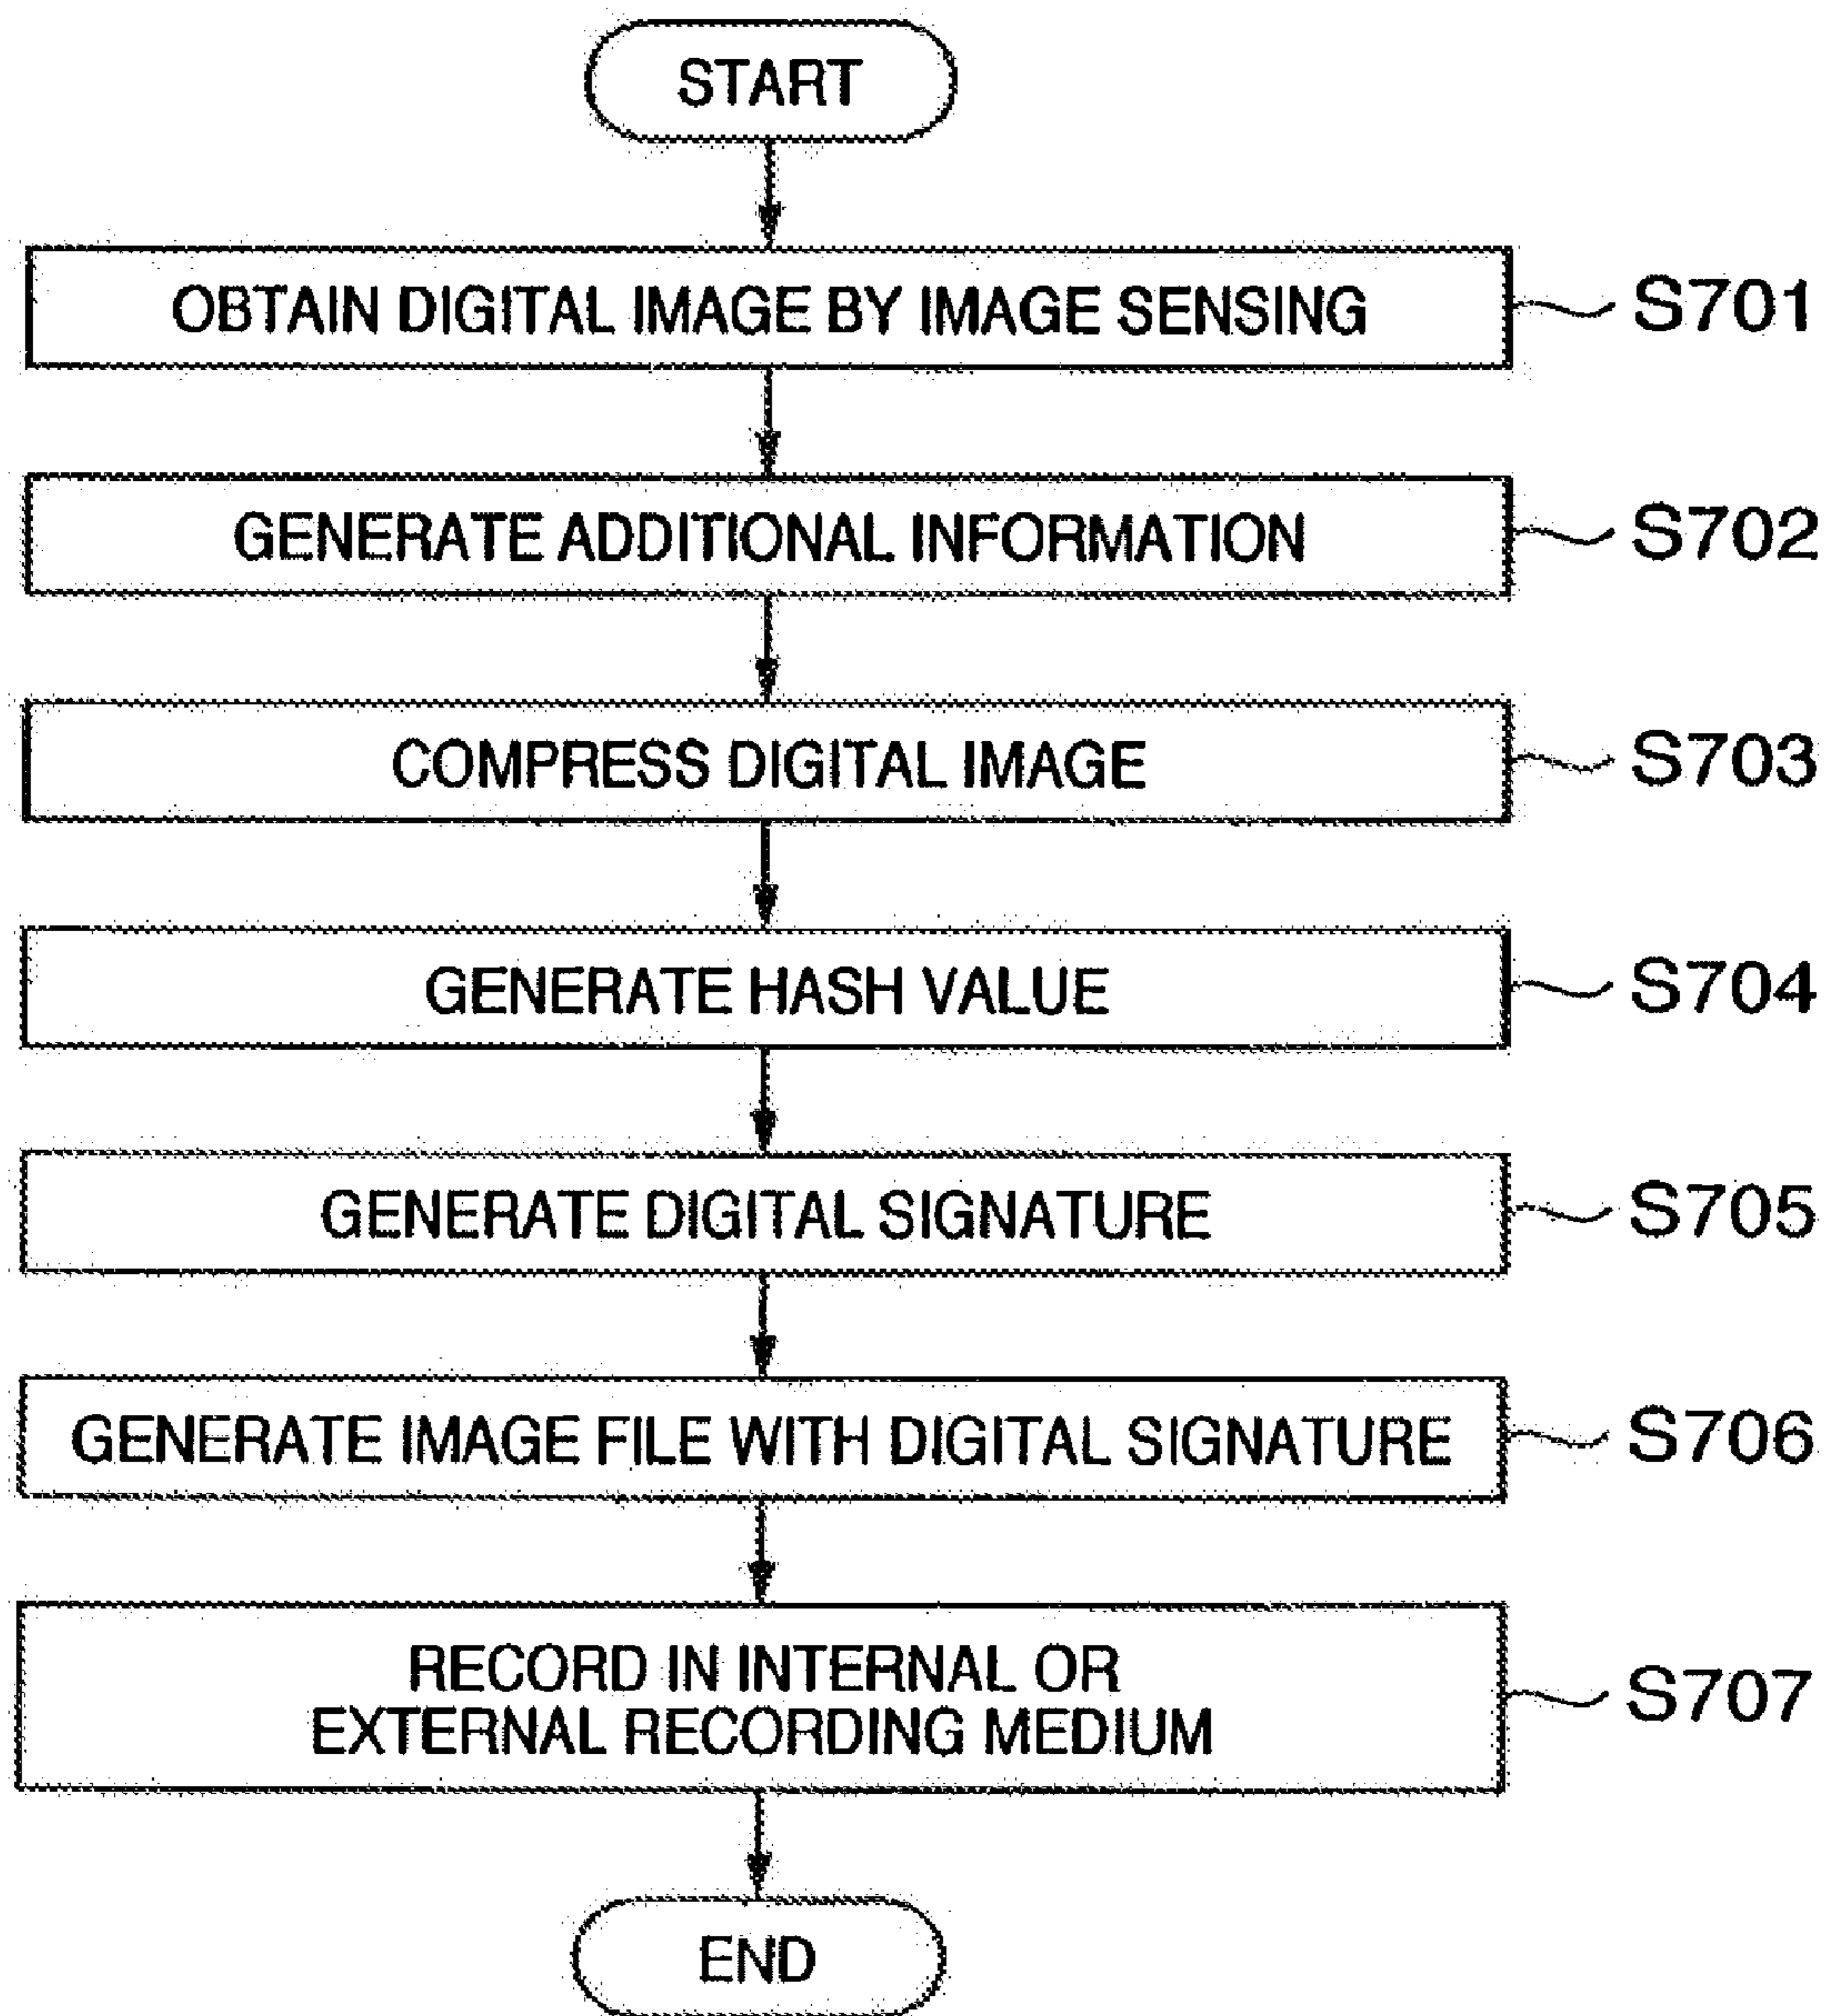 START
OBTAIN DIGITAL IMAGE BY IMAGE SENSING
S701
GENERATE ADDITIONAL INFORMATION
S702
COMPRESS DIGITAL IMAGE
S703
GENERATE HASH VALUE
S704
GENERATE DIGITAL SIGNATURE
S705
GENERATE IMAGE FILE WITH DIGITAL SIGNATURE
S706
RECORD IN INTERNAL OR
EXTERNAL RECORDING MEDIUM
S707
END